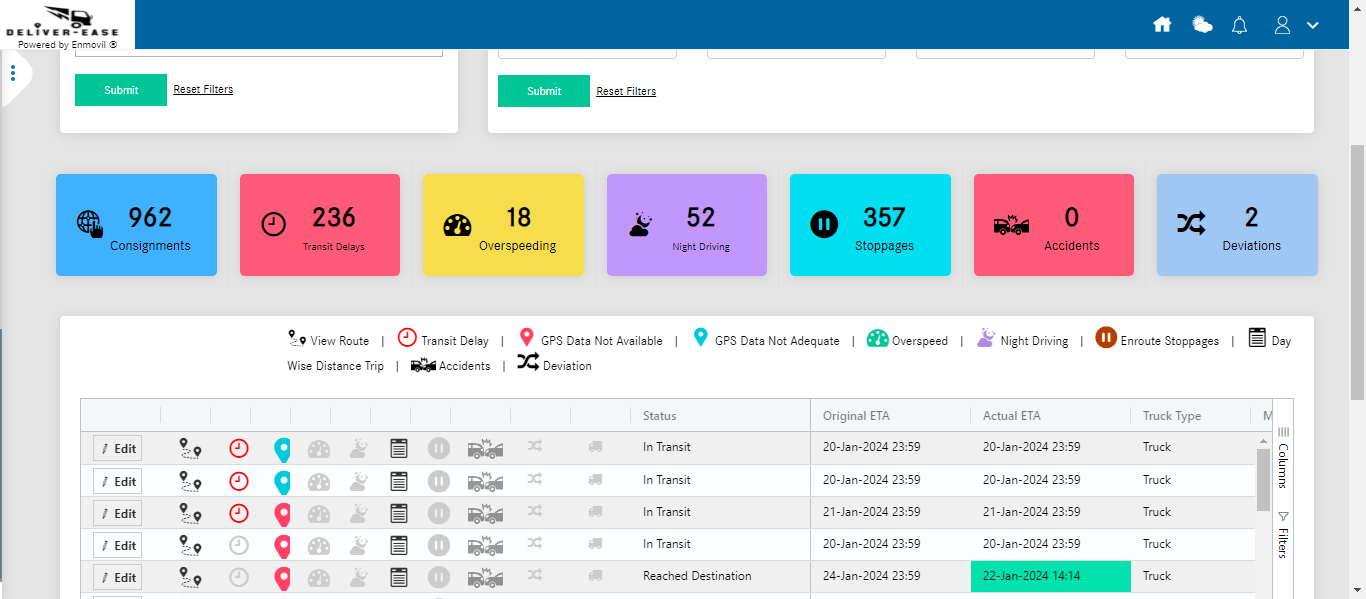 DELIVER-EASE
Powered by Enmovil ®
Submit
Reset Filters
Submit
Reset Filters
962
Consignments
236
Transit Delays
18
Overspeeding
52
Night Driving
357
Stoppages
0
Accidents
2
Deviations
View Route | Transit Delay | GPS Data Not Available | GPS Data Not Adequate | Overspeed | Night Driving | Enroute Stoppages | Day
Wise Distance Trip | Accidents | Deviation
Status Original ETA Actual ETA Truck Type M
Edit In Transit 20-Jan-2024 23:59 20-Jan-2024 23:59 Truck
Edit In Transit 20-Jan-2024 23:59 20-Jan-2024 23:59 Truck
Edit In Transit 21-Jan-2024 23:59 21-Jan-2024 23:59 Truck
Edit In Transit 20-Jan-2024 23:59 20-Jan-2024 23:59 Truck
Edit Reached Destination 24-Jan-2024 23:59 22-Jan-2024 14:14 Truck
Columns
Filters